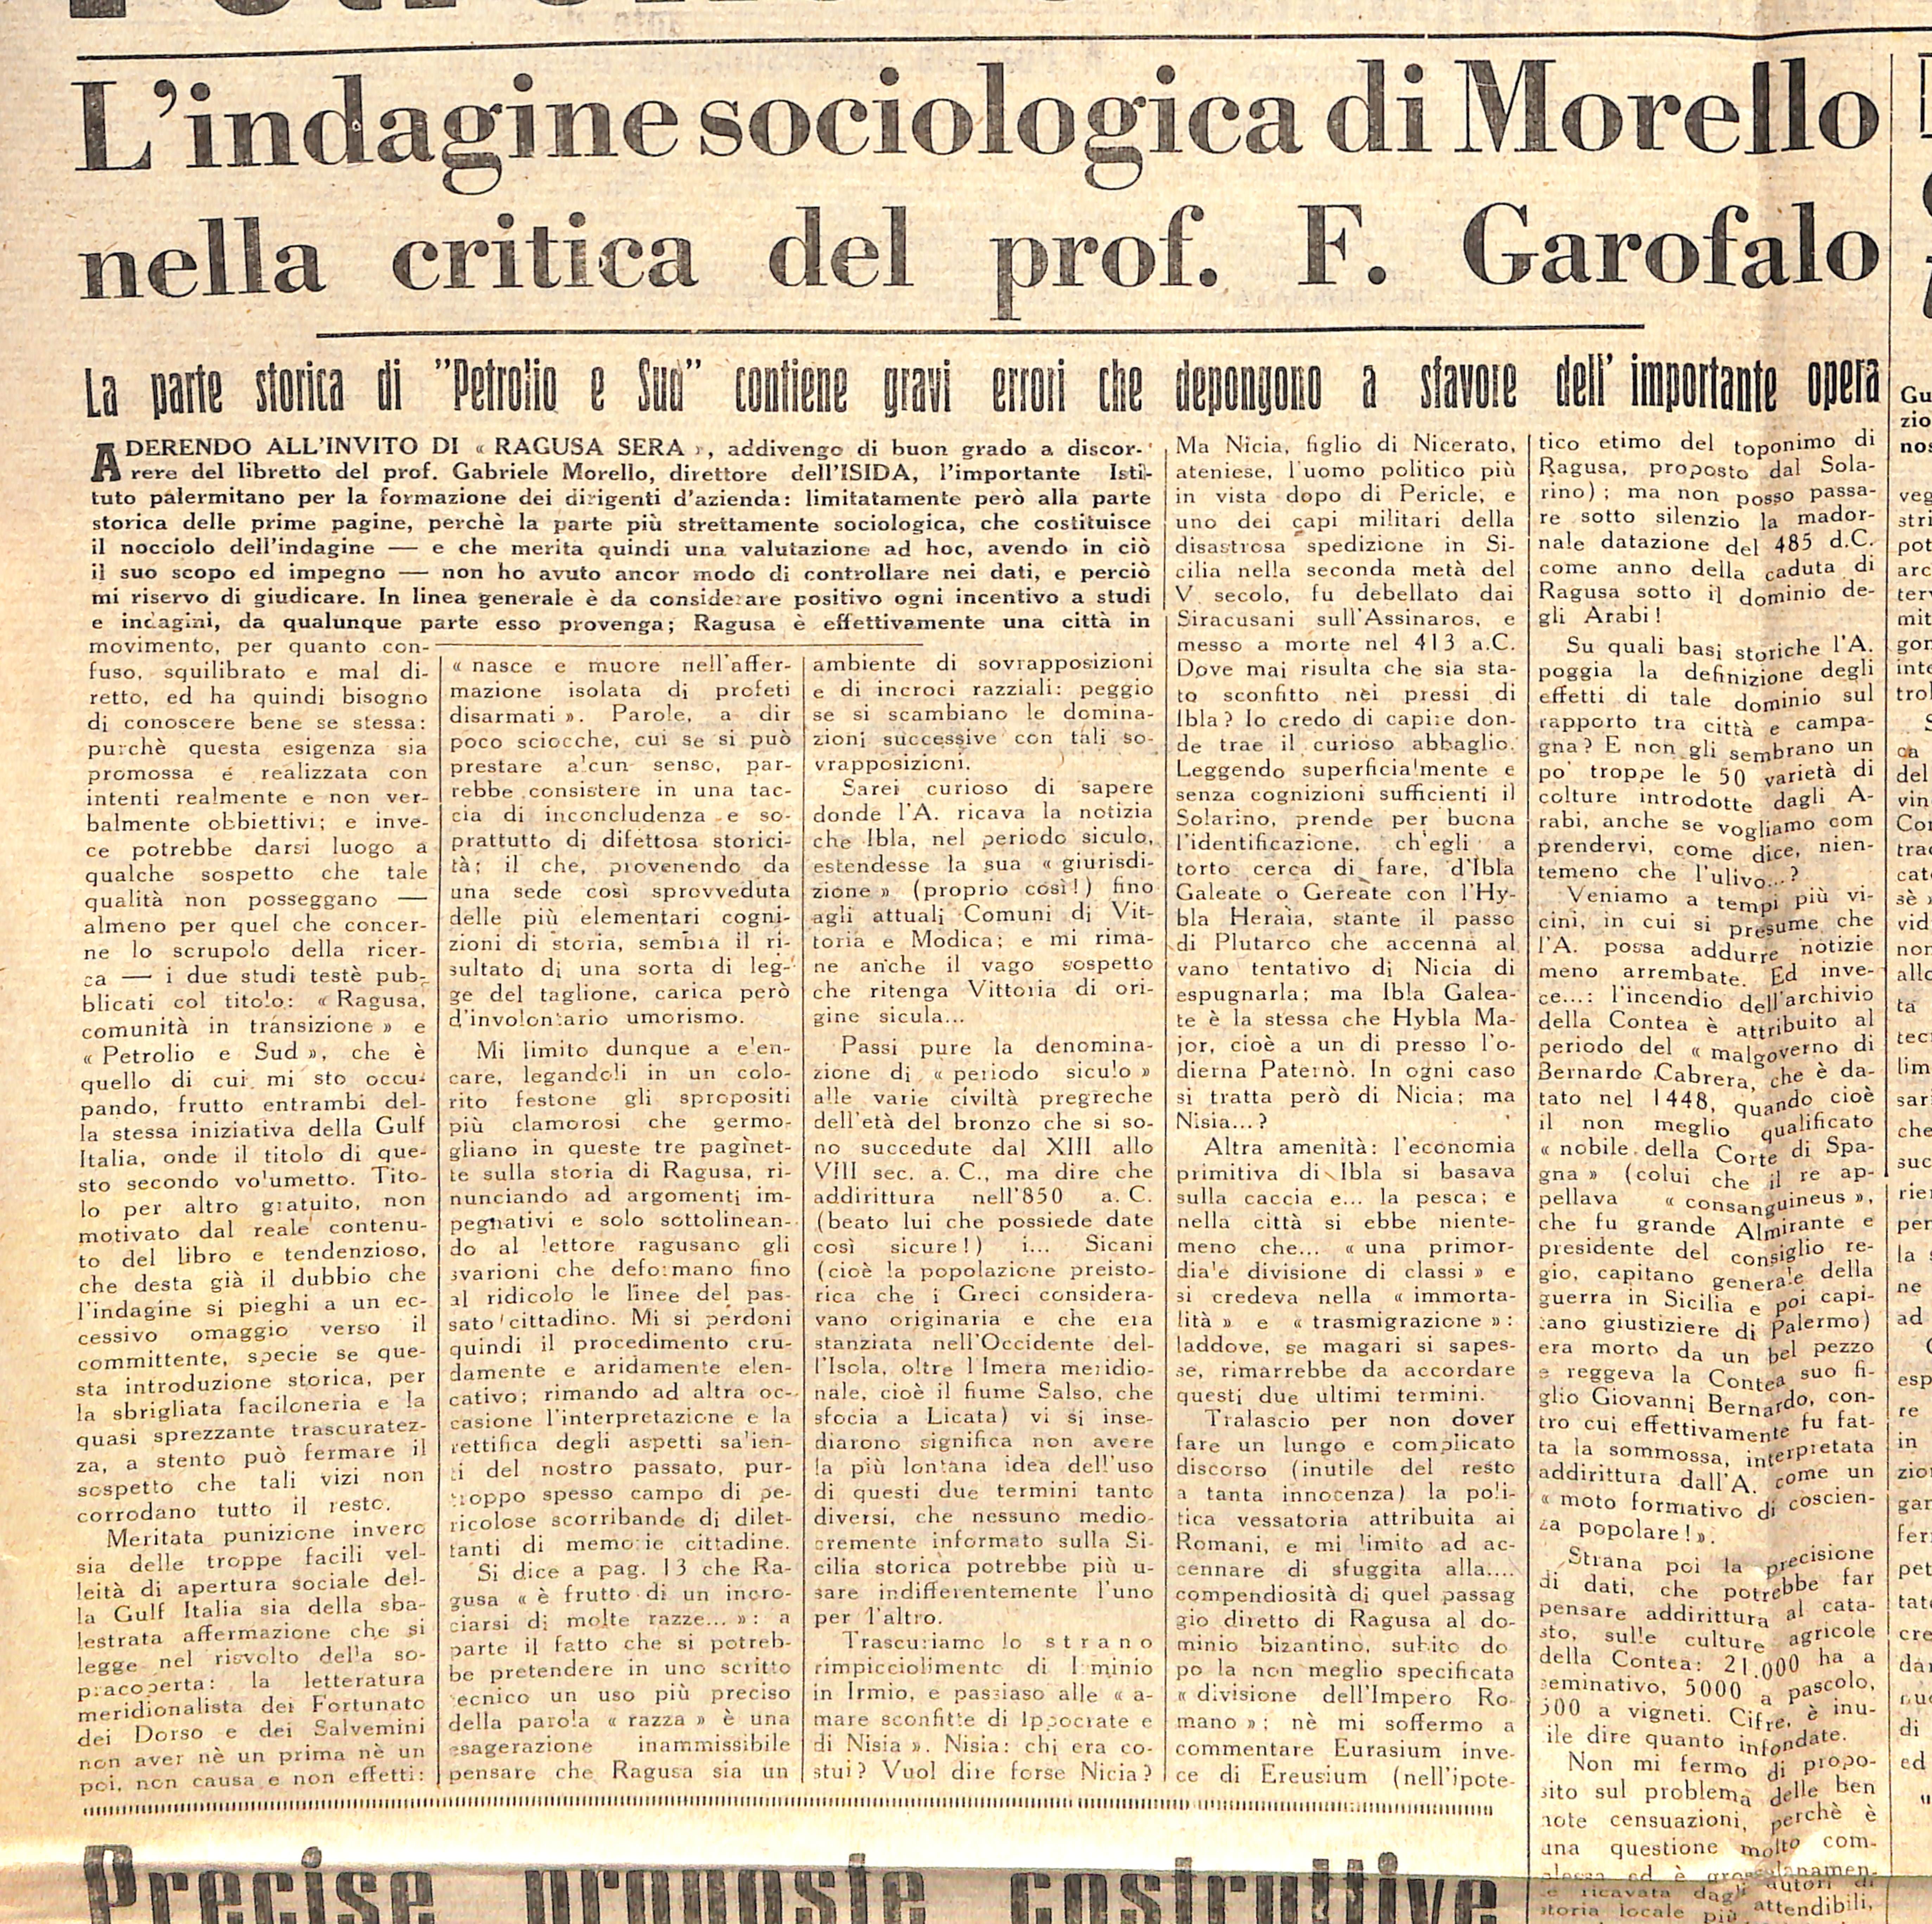 L'indagine sociologica di Morello
nella critica del prof. F. Garofalo
La parte storica di "Petrolio e Sud" contiene gravi errori che depongono a sfavore dell'importante opera
ADERENDO ALL'INVITO DI « RAGUSA SERA », addivengo di buon grado a discor-
rere del libretto del prof. Gabriele Morello, direttore dell'ISIDA, l'importante Isti-
tuto palermitano per la formazione dei dirigenti d'azienda: limitatamente però alla parte
storica delle prime pagine, perchè la parte più strettamente sociologica, che costituisce
il nocciolo dell'indagine — e che merita quindi una valutazione ad hoc, avendo in ciò
il suo scopo ed impegno — non ho avuto ancor modo di controllare nei dati, e perciò
mi riservo di giudicare. In linea generale è da considerare positivo ogni incentivo a studi
e indagini, da qualunque parte esso provenga; Ragusa è effettivamente una città in
movimento, per quanto con-
fuso, squilibrato e mal di-
retto, ed ha quindi bisogno
di conoscere bene se stessa:
purchè questa esigenza sia
promossa e realizzata con
intenti realmente e non ver-
balmente obbiettivi; e inve-
ce potrebbe darsi luogo a
qualche sospetto che tale
qualità non posseggano —
almeno per quel che concer-
ne lo scrupolo della ricer-
ca — i due studi testè pub-
blicati col titolo: « Ragusa,
comunità in transizione » e
« Petrolio e Sud », che è
quello di cui mi sto occu-
pando, frutto entrambi del-
la stessa iniziativa della Gulf
Italia, onde il titolo di que-
sto secondo volumetto. Tito-
lo per altro gratuito, non
motivato dal reale contenu-
to del libro e tendenzioso,
che desta già il dubbio che
l'indagine si pieghi a un ec-
cessivo omaggio verso il
committente, specie se que-
sta introduzione storica, per
la sbrigliata faciloneria e la
quasi sprezzante trascuratez-
za, a stento può fermare il
sospetto che tali vizi non
corrodano tutto il resto.
Meritata punizione invero
sia delle troppe facili vel-
leità di apertura sociale del-
la Gulf Italia sia della sba-
lestrata affermazione che si
legge nel risvolto della so-
pracoperta: la letteratura
meridionalista dei Fortunato
dei Dorso e dei Salvemini
non aver nè un prima nè un
poi, non causa e non effetti:
« nasce e muore nell'affer-
mazione isolata di profeti
disarmati ». Parole, a dir
poco sciocche, cui se si può
prestare alcun senso, par-
rebbe consistere in una tac-
cia di inconcludenza e so-
prattutto di difettosa storici-
tà; il che, provenendo da
una sede così sprovveduta
delle più elementari cogni-
zioni di storia, sembra il ri-
sultato di una sorta di leg-
ge del taglione, carica però
d'involontario umorismo.
Mi limito dunque a elen-
care, legandoli in un colo-
rito festone gli spropositi
più clamorosi che germo-
gliano in queste tre paginet-
te sulla storia di Ragusa, ri-
nunciando ad argomenti im-
pegnativi e solo sottolinean-
do al lettore ragusano gli
svarioni che deformano fino
al ridicolo le linee del pas-
sato cittadino. Mi si perdoni
quindi il procedimento cru-
damente e aridamente elen-
cativo; rimando ad altra oc-
casione l'interpretazione e la
rettifica degli aspetti salien-
ti del nostro passato, pur-
troppo spesso campo di pe-
ricolose scorribande di dilet-
tanti di memorie cittadine.
Si dice a pag. 13 che Ra-
gusa « è frutto di un incro-
ciarsi di molte razze... »: a
parte il fatto che si potreb-
be pretendere in uno scritto
tecnico un uso più preciso
della parola « razza » è una
esagerazione inammissibile
pensare che Ragusa sia un
ambiente di sovrapposizioni
e di incroci razziali: peggio
se si scambiano le domina-
zioni successive con tali so-
vrapposizioni.
Sarei curioso di sapere
donde l'A. ricava la notizia
che Ibla, nel periodo siculo,
estendesse la sua « giurisdi-
zione » (proprio così!) fino
agli attuali Comuni di Vit-
toria e Modica; e mi rima-
ne anche il vago sospetto
che ritenga Vittoria di ori-
gine sicula...
Passi pure la denomina-
zione di « periodo siculo »
alle varie civiltà pregreche
dell'età del bronzo che si so-
no succedute dal XIII allo
VIII sec. a. C., ma dire che
addirittura nell'850 a. C.
(beato lui che possiede date
così sicure!) i... Sicani
(cioè la popolazione preisto-
rica che i Greci considera-
vano originaria e che era
stanziata nell'Occidente del-
l'Isola, oltre l'Imera meridio-
nale, cioè il fiume Salso, che
sfocia a Licata) vi si inse-
diarono significa non avere
la più lontana idea dell'uso
di questi due termini tanto
diversi, che nessuno medio-
cremente informato sulla Si-
cilia storica potrebbe più u-
sare indifferentemente l'uno
per l'altro.
Trascuriamo lo strano
rimpicciolimento di Irminio
in Irmio, e passiaso alle « a-
mare sconfitte di Ippocrate e
di Nisia ». Nisia: chi era co-
stui? Vuol dire forse Nicia?
Ma Nicia, figlio di Nicerato,
ateniese, l'uomo politico più
in vista dopo di Pericle, e
uno dei capi militari della
disastrosa spedizione in Si-
cilia nella seconda metà del
V secolo, fu debellato dai
Siracusani sull'Assinaros, e
messo a morte nel 413 a.C.
Dove mai risulta che sia sta-
to sconfitto nei pressi di
Ibla? Io credo di capire don-
de trae il curioso abbaglio.
Leggendo superficialmente e
senza cognizioni sufficienti il
Solarino, prende per buona
l'identificazione, ch'egli a
torto cerca di fare, d'Ibla
Galeate o Gereate con l'Hy-
bla Heraia, stante il passo
di Plutarco che accenna al
vano tentativo di Nicia di
espugnarla; ma Ibla Galea-
te è la stessa che Hybla Ma-
jor, cioè a un di presso l'o-
dierna Paternò. In ogni caso
si tratta però di Nicia; ma
Nisia...?
Altra amenità: l'economia
primitiva di Ibla si basava
sulla caccia e... la pesca; e
nella città si ebbe niente-
meno che... « una primor-
diale divisione di classi » e
si credeva nella « immorta-
lità » e « trasmigrazione »:
laddove, se magari si sapes-
se, rimarrebbe da accordare
questi due ultimi termini.
Tralascio per non dover
fare un lungo e complicato
discorso (inutile del resto
a tanta innocenza) la poli-
tica vessatoria attribuita ai
Romani, e mi limito ad ac-
cennare di sfuggita alla....
compendiosità di quel passag
gio diretto di Ragusa al do-
minio bizantino, subito do
po la non meglio specificata
« divisione dell'Impero Ro-
mano »; nè mi soffermo a
commentare Eurasium inve-
ce di Ereusium (nell'ipote-
tico etimo del toponimo di
Ragusa, proposto dal Sola-
rino); ma non posso passa-
re sotto silenzio la mador-
nale datazione del 485 d.C.
come anno della caduta di
Ragusa sotto il dominio de-
gli Arabi!
Su quali basi storiche l'A.
poggia la definizione degli
effetti di tale dominio sul
rapporto tra città e campa-
gna? E non gli sembrano un
po' troppe le 50 varietà di
colture introdotte dagli A-
rabi, anche se vogliamo com
prendervi, come dice, nien-
temeno che l'ulivo...?
Veniamo a tempi più vi-
cini, in cui si presume che
l'A. possa addurre notizie
meno arrembate. Ed inve-
ce...: l'incendio dell'archivio
della Contea è attribuito al
periodo del « malgoverno di
Bernardo Cabrera, che è da-
tato nel 1448, quando cioè
il non meglio qualificato
« nobile della Corte di Spa-
gna » (colui che il re ap-
pellava « consanguineus »,
che fu grande Almirante e
presidente del consiglio re-
gio, capitano generale della
guerra in Sicilia e poi capi-
tano giustiziere di Palermo)
era morto da un bel pezzo
e reggeva la Contea suo fi-
glio Giovanni Bernardo, con-
tro cui effettivamente fu fat-
ta la sommossa, interpretata
addirittura dall'A. come un
« moto formativo di coscien-
za popolare! ».
Strana poi la precisione
di dati, che potrebbe far
pensare addirittura al cata-
sto, sulle culture agricole
della Contea: 21.000 ha a
seminativo, 5000 a pascolo,
500 a vigneti. Cifre, è inu-
tile dire quanto infondate.
Non mi fermo di propo-
sito sul problema delle ben
note censuazioni, perchè è
una questione molto com-
plessa ed è
ricavata dagli autori di
storia locale più attendibili,
Precise proposte costruttive